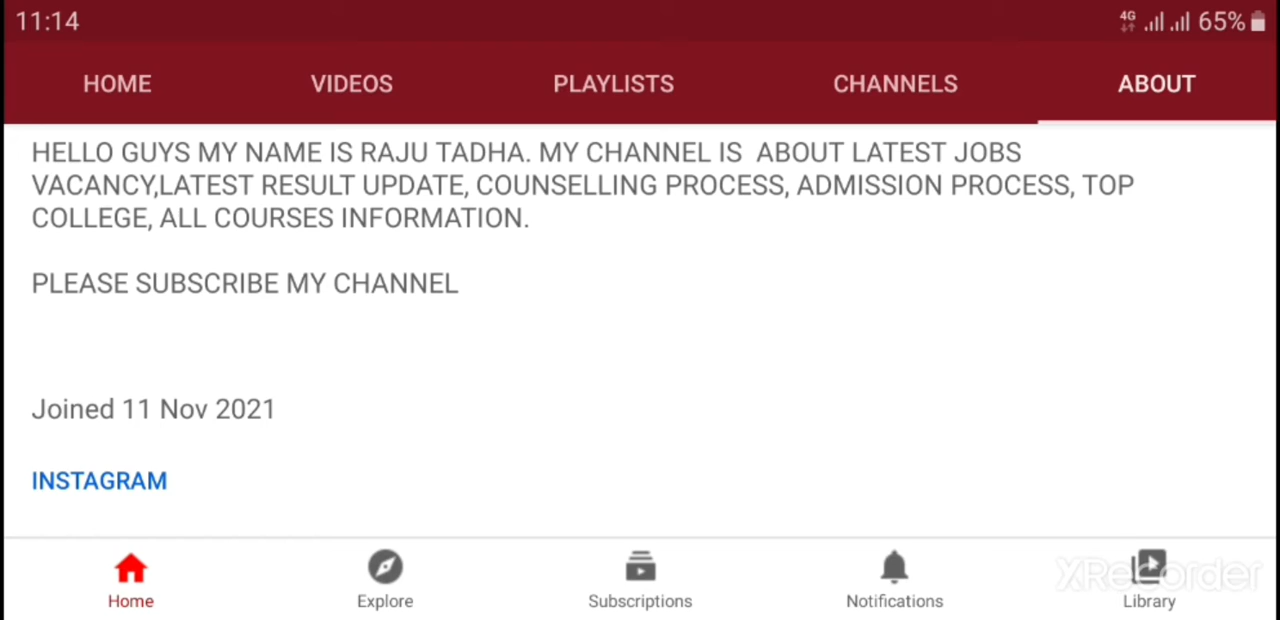 11:14 4G 65%
HOME VIDEOS PLAYLISTS CHANNELS ABOUT
HELLO GUYS MY NAME IS RAJU TADHA. MY CHANNEL IS  ABOUT LATEST JOBS
VACANCY,LATEST RESULT UPDATE, COUNSELLING PROCESS, ADMISSION PROCESS, TOP
COLLEGE, ALL COURSES INFORMATION.
PLEASE SUBSCRIBE MY CHANNEL
Joined 11 Nov 2021
INSTAGRAM
XRecorder
Home Explore Subscriptions Notifications Library